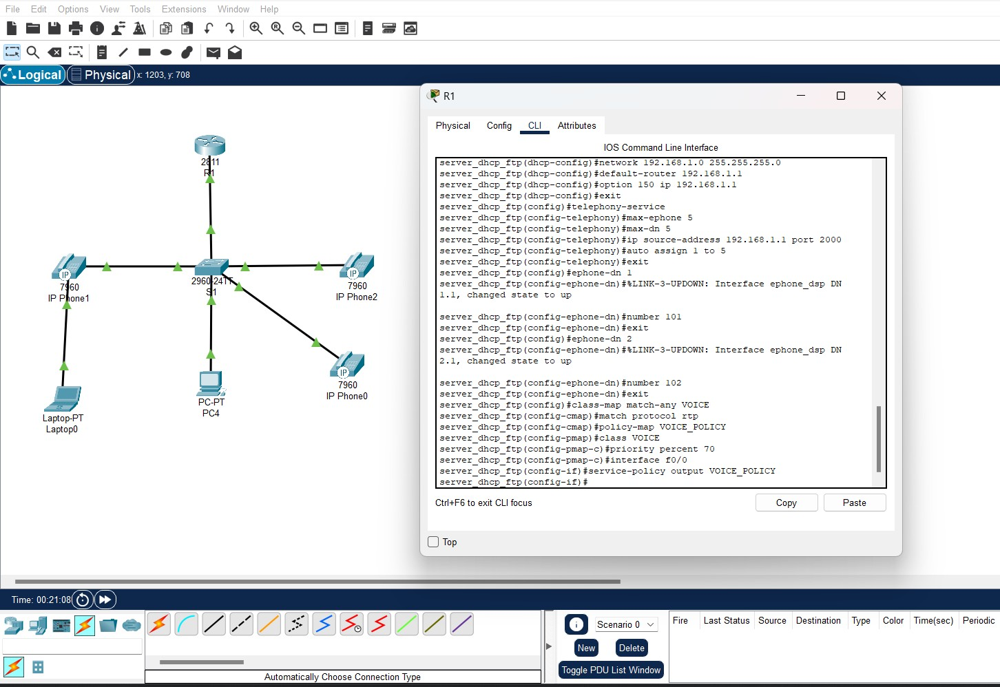 File Edit Options View Tools Extensions Window Help
Logical Physical x: 1203, y: 708
R1
Physical Config CLI Attributes
IOS Command Line Interface
server_dhcp_ftp(dhcp-config)#network 192.168.1.0 255.255.255.0
server_dhcp_ftp(dhcp-config)#default-router 192.168.1.1
server_dhcp_ftp(dhcp-config)#option 150 ip 192.168.1.1
server_dhcp_ftp(dhcp-config)#exit
server_dhcp_ftp(config)#telephony-service
server_dhcp_ftp(config-telephony)#max-ephone 5
server_dhcp_ftp(config-telephony)#max-dn 5
server_dhcp_ftp(config-telephony)#ip source-address 192.168.1.1 port 2000
server_dhcp_ftp(config-telephony)#auto assign 1 to 5
server_dhcp_ftp(config-telephony)#exit
server_dhcp_ftp(config)#ephone-dn 1
server_dhcp_ftp(config-ephone-dn)#%LINK-3-UPDOWN: Interface ephone_dsp DN
1.1, changed state to up
server_dhcp_ftp(config-ephone-dn)#number 101
server_dhcp_ftp(config-ephone-dn)#exit
server_dhcp_ftp(config)#ephone-dn 2
server_dhcp_ftp(config-ephone-dn)#%LINK-3-UPDOWN: Interface ephone_dsp DN
2.1, changed state to up
server_dhcp_ftp(config-ephone-dn)#number 102
server_dhcp_ftp(config-ephone-dn)#exit
server_dhcp_ftp(config)#class-map match-any VOICE
server_dhcp_ftp(config-cmap)#match protocol rtp
server_dhcp_ftp(config-cmap)#policy-map VOICE_POLICY
server_dhcp_ftp(config-pmap)#class VOICE
server_dhcp_ftp(config-pmap-c)#priority percent 70
server_dhcp_ftp(config-pmap-c)#interface f0/0
server_dhcp_ftp(config-if)#service-policy output VOICE_POLICY
server_dhcp_ftp(config-if)#
Ctrl+F6 to exit CLI focus
Copy Paste
Top
2811
R1
IP
7960
IP Phone1
2960-24TT
S1
IP
7960
IP Phone2
IP
7960
IP Phone0
PC-PT
PC4
Laptop-PT
Laptop0
Time: 00:21:08
Automatically Choose Connection Type
Scenario 0
New Delete
Toggle PDU List Window
Fire Last Status Source Destination Type Color Time(sec) Periodic